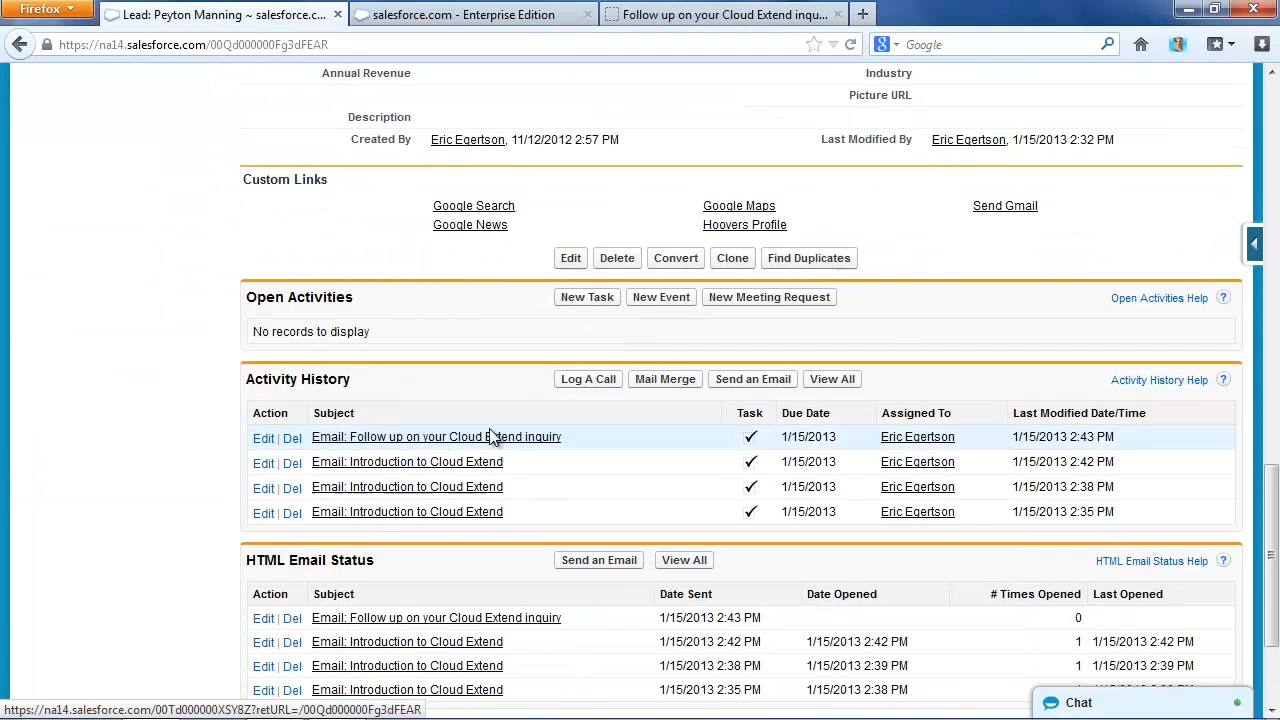 Firefox
Lead: Peyton Manning ~ salesforce.c... ×
salesforce.com - Enterprise Edition ×
Follow up on your Cloud Extend inqu... ×
+
https://na14.salesforce.com/00Qd000000Fg3dFEAR
Google
Annual Revenue
Industry
Picture URL
Description
Created By Eric Egertson, 11/12/2012 2:57 PM
Last Modified By Eric Egertson, 1/15/2013 2:32 PM
Custom Links
Google Search Google Maps Send Gmail
Google News Hoovers Profile
Edit Delete Convert Clone Find Duplicates
Open Activities New Task New Event New Meeting Request Open Activities Help ?
No records to display
Activity History Log A Call Mail Merge Send an Email View All Activity History Help ?
Action Subject Task Due Date Assigned To Last Modified Date/Time
Edit | Del Email: Follow up on your Cloud Extend inquiry ✓ 1/15/2013 Eric Egertson 1/15/2013 2:43 PM
Edit | Del Email: Introduction to Cloud Extend ✓ 1/15/2013 Eric Egertson 1/15/2013 2:42 PM
Edit | Del Email: Introduction to Cloud Extend ✓ 1/15/2013 Eric Egertson 1/15/2013 2:38 PM
Edit | Del Email: Introduction to Cloud Extend ✓ 1/15/2013 Eric Egertson 1/15/2013 2:35 PM
HTML Email Status Send an Email View All HTML Email Status Help ?
Action Subject Date Sent Date Opened # Times Opened Last Opened
Edit | Del Email: Follow up on your Cloud Extend inquiry 1/15/2013 2:43 PM 0
Edit | Del Email: Introduction to Cloud Extend 1/15/2013 2:42 PM 1/15/2013 2:42 PM 1 1/15/2013 2:42 PM
Edit | Del Email: Introduction to Cloud Extend 1/15/2013 2:38 PM 1/15/2013 2:39 PM 1 1/15/2013 2:39 PM
Edit | Del Email: Introduction to Cloud Extend 1/15/2013 2:35 PM 1/15/2013 2:38 PM
https://na14.salesforce.com/00Td000000XSY8Z?retURL=/00Qd000000Fg3dFEAR
Chat